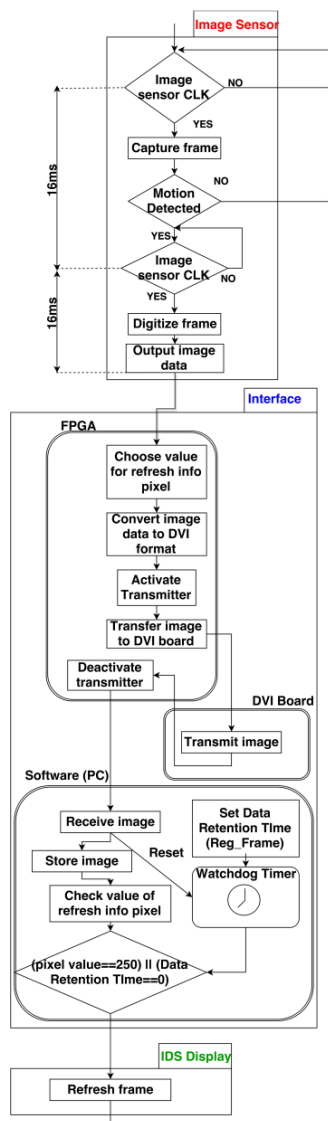 Image Sensor
Image
sensor CLK
NO
YES
Capture frame
16ms
Motion
Detected
NO
YES
Image
sensor CLK
NO
YES
16ms
Digitize frame
Output image
data
Interface
FPGA
Choose value
for refresh info
pixel
Convert image
data to DVI
format
Activate
Transmitter
Transfer image
to DVI board
Deactivate
transmitter
DVI Board
Transmit image
Software (PC)
Receive image
Set Data
Retention TIme
(Reg_Frame)
Reset
Store image
Watchdog Timer
Check value of
refresh info pixel
(pixel value==250) || (Data
Retention TIme==0)
IDS Display
Refresh frame